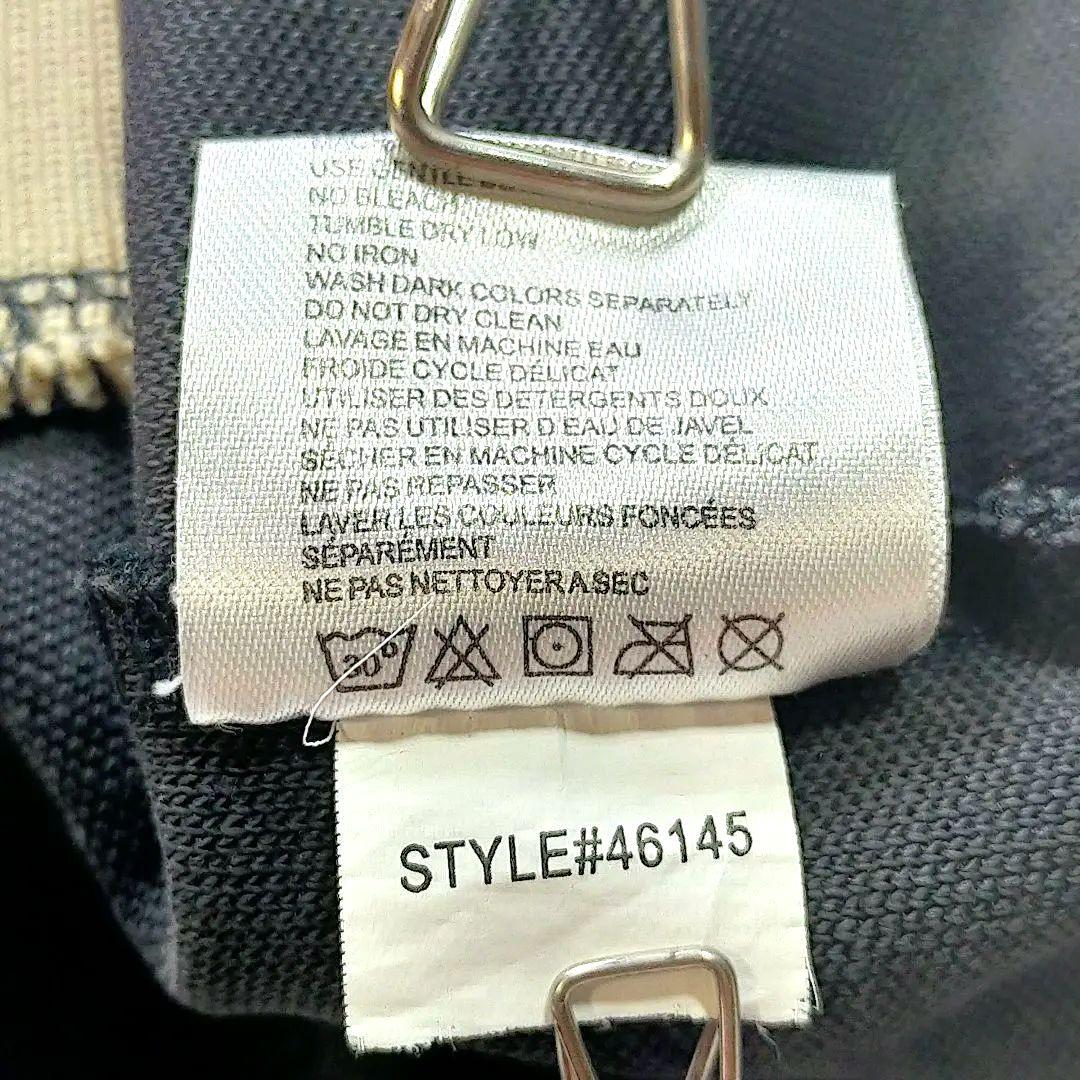 USE GENTLE
NO BLEACH
TUMBLE DRY LOW
NO IRON
WASH DARK COLORS SEPARATELY
DO NOT DRY CLEAN
LAVAGE EN MACHINE EAU
FROIDE CYCLE DÉLICAT
UTILISER DES DETERGENTS DOUX
NE PAS UTILISER D EAU DE JAVEL
SÉCHER EN MACHINE CYCLE DÉLICAT
NE PAS REPASSER
LAVER LES COULEURS FONCÉES
SÉPARÉMENT
NE PAS NETTOYER A SEC
30°
STYLE#46145